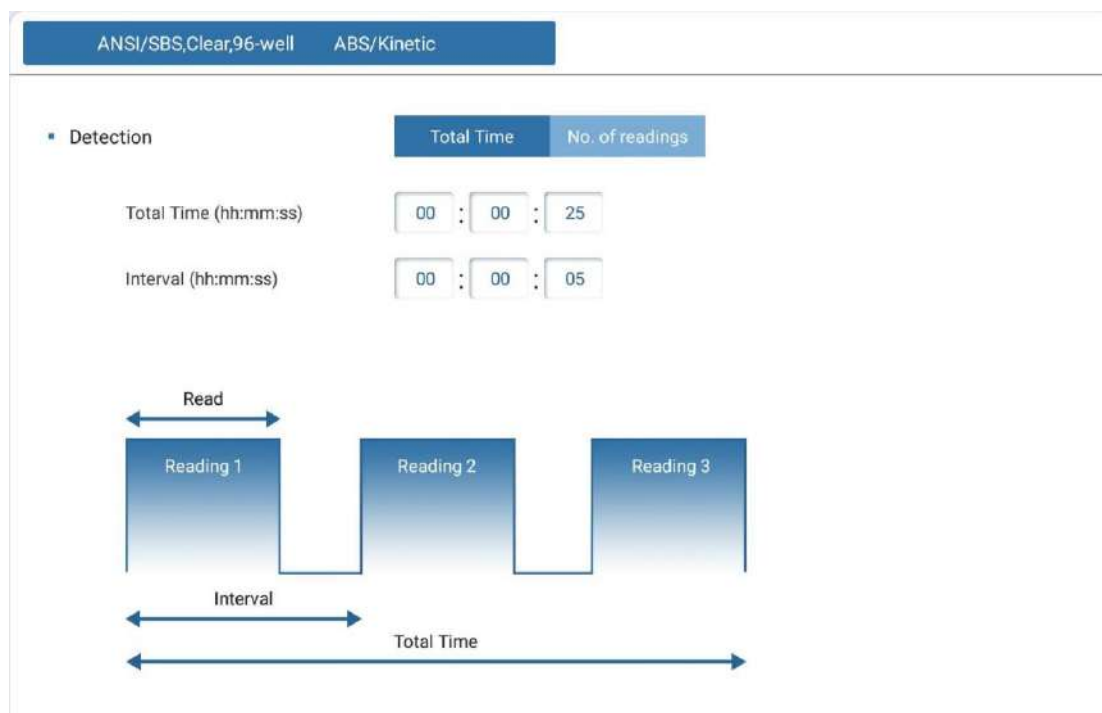 ANSI/SBS,Clear,96-well ABS/Kinetic
Detection Total Time No. of readings
Total Time (hh:mm:ss) 00 : 00 : 25
Interval (hh:mm:ss) 00 : 00 : 05
Read
Reading 1 Reading 2 Reading 3
Interval
Total Time